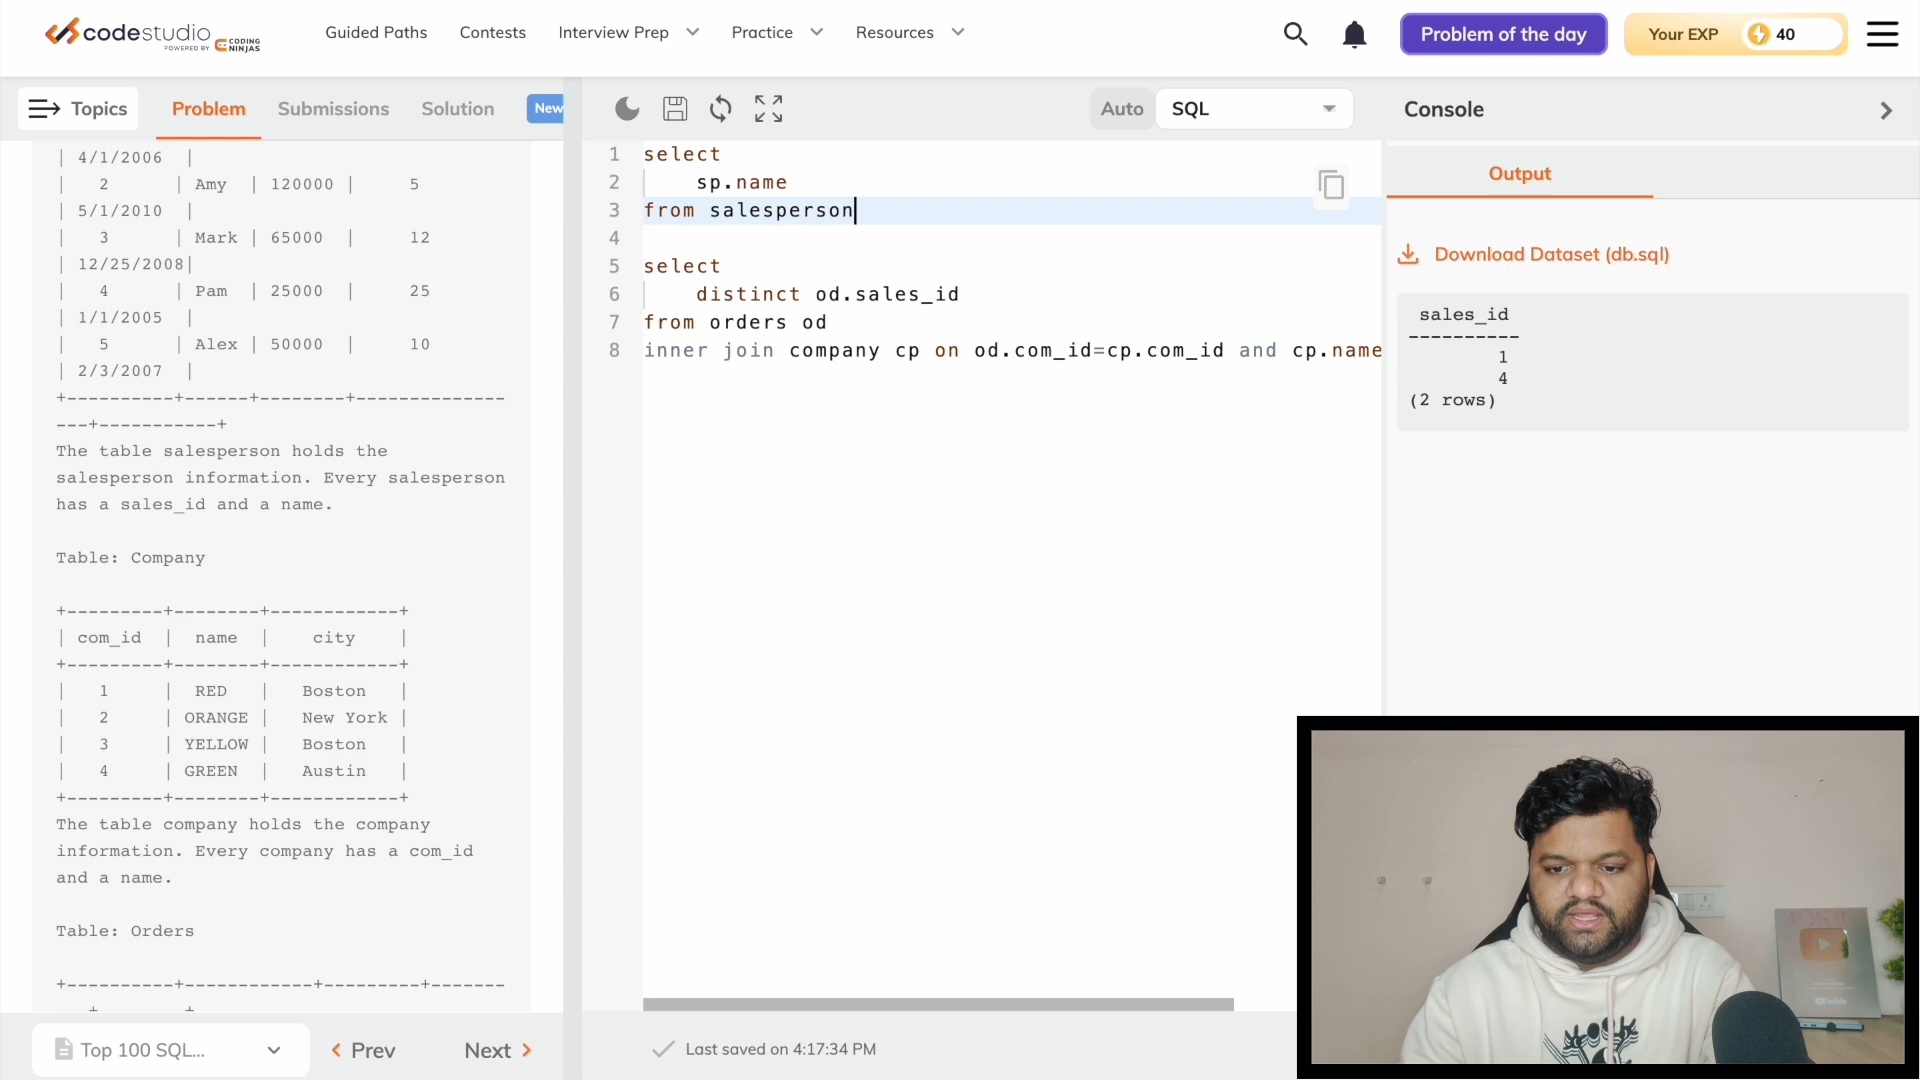 codestudio
POWERED BY CODING NINJAS
Guided Paths
Contests
Interview Prep
Practice
Resources
Problem of the day
Your EXP
40
Topics
Problem
Submissions
Solution
New
| 4/1/2006 |
| 2 | Amy | 120000 | 5
| 5/1/2010 |
| 3 | Mark | 65000 | 12
| 12/25/2008|
| 4 | Pam | 25000 | 25
| 1/1/2005 |
| 5 | Alex | 50000 | 10
| 2/3/2007 |
+----------+------+--------+--------------
---+-----------+
The table salesperson holds the
salesperson information. Every salesperson
has a sales_id and a name.
Table: Company
+---------+--------+------------+
| com_id | name | city |
+---------+--------+------------+
| 1 | RED | Boston |
| 2 | ORANGE | New York |
| 3 | YELLOW | Boston |
| 4 | GREEN | Austin |
+---------+--------+------------+
The table company holds the company
information. Every company has a com_id
and a name.
Table: Orders
+----------+------------+---------+-------
Top 100 SQL...
Prev
Next
Auto
SQL
1 select
2 sp.name
3 from salesperson
4
5 select
6 distinct od.sales_id
7 from orders od
8 inner join company cp on od.com_id=cp.com_id and cp.name
Last saved on 4:17:34 PM
Console
Output
Download Dataset (db.sql)
sales_id
----------
1
4
(2 rows)